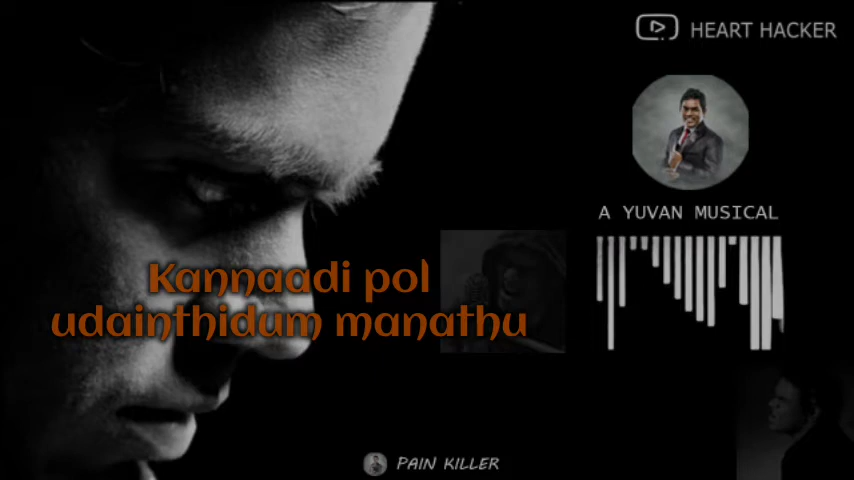 HEART HACKER
A YUVAN MUSICAL
Kannaadi pol
udainthidum manathu
PAIN KILLER